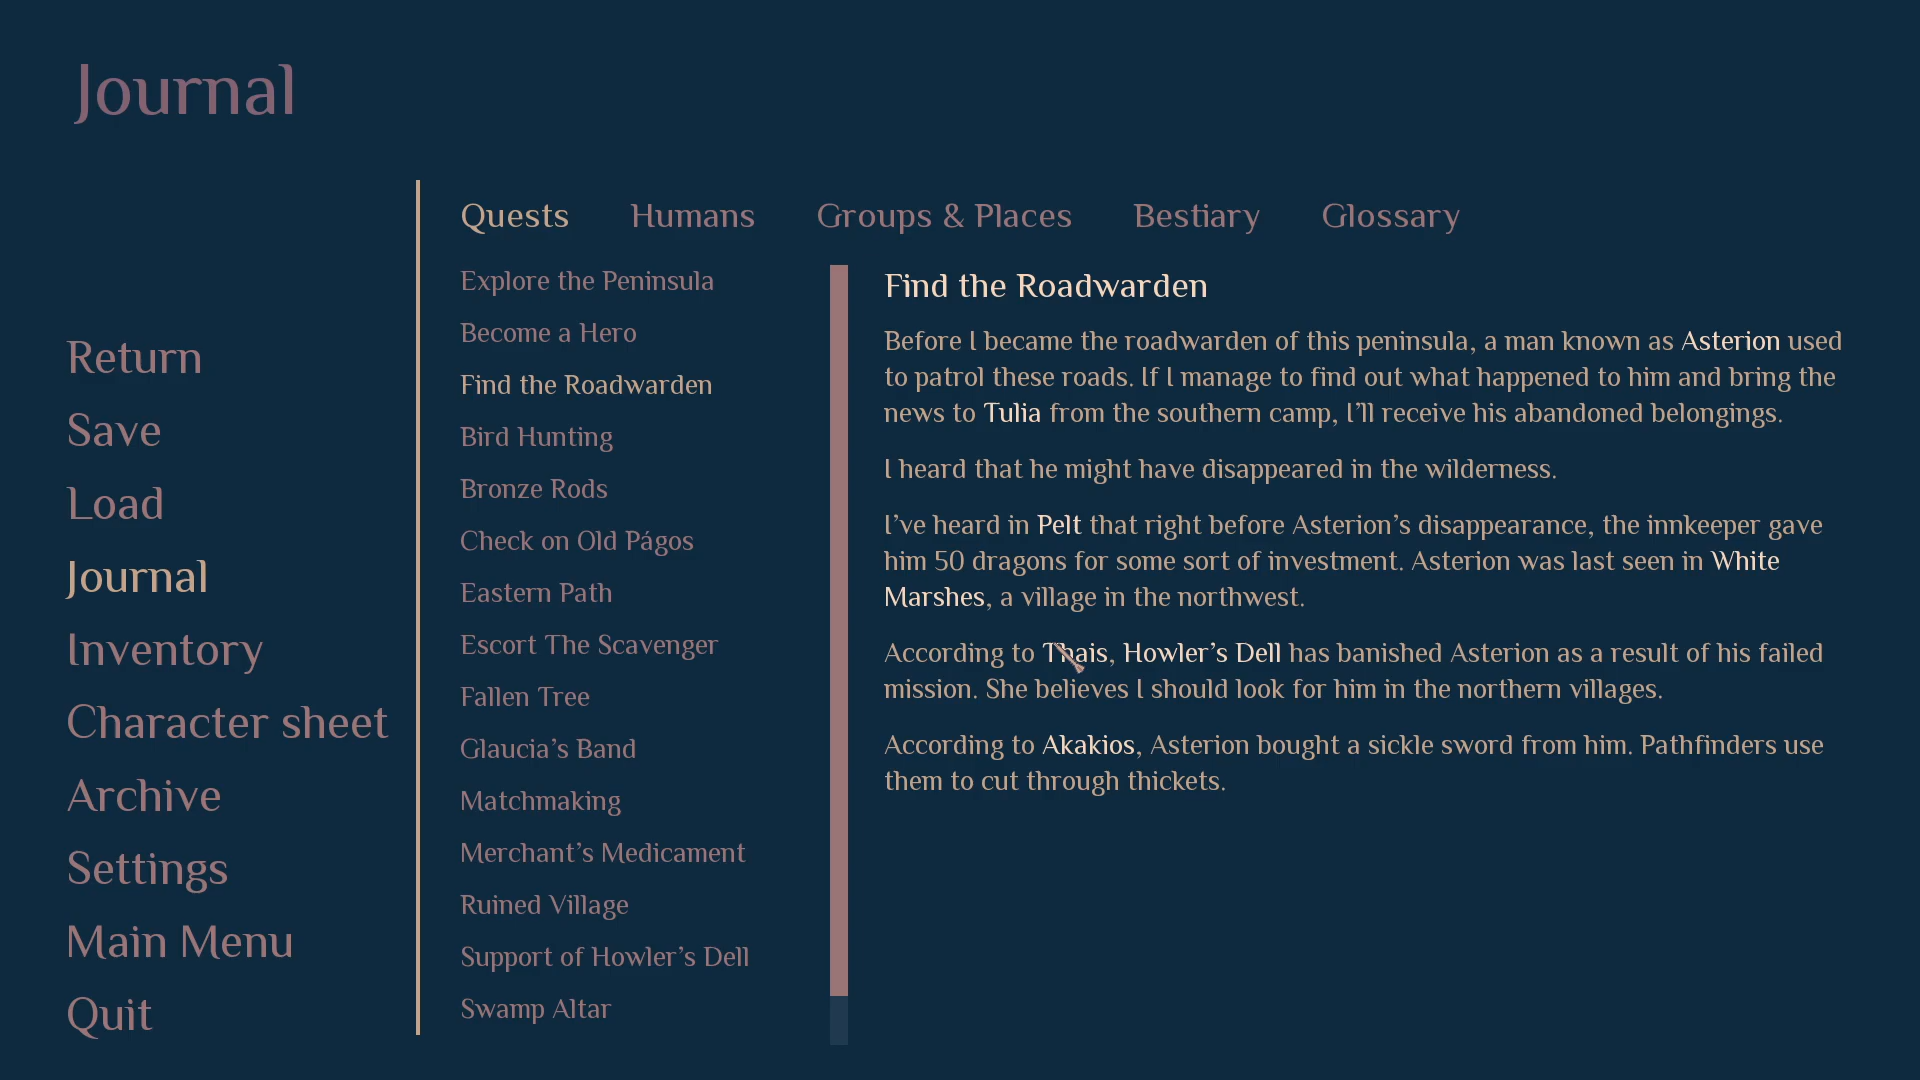 Journal
Return
Save
Load
Journal
Inventory
Character sheet
Archive
Settings
Main Menu
Quit
Quests Humans Groups & Places Bestiary Glossary
Explore the Peninsula
Become a Hero
Find the Roadwarden
Bird Hunting
Bronze Rods
Check on Old Págos
Eastern Path
Escort The Scavenger
Fallen Tree
Glaucia’s Band
Matchmaking
Merchant’s Medicament
Ruined Village
Support of Howler’s Dell
Swamp Altar
Find the Roadwarden
Before I became the roadwarden of this peninsula, a man known as Asterion used
to patrol these roads. If I manage to find out what happened to him and bring the
news to Tulia from the southern camp, I’ll receive his abandoned belongings.
I heard that he might have disappeared in the wilderness.
I’ve heard in Pelt that right before Asterion’s disappearance, the innkeeper gave
him 50 dragons for some sort of investment. Asterion was last seen in White
Marshes, a village in the northwest.
According to Thais, Howler’s Dell has banished Asterion as a result of his failed
mission. She believes I should look for him in the northern villages.
According to Akakios, Asterion bought a sickle sword from him. Pathfinders use
them to cut through thickets.